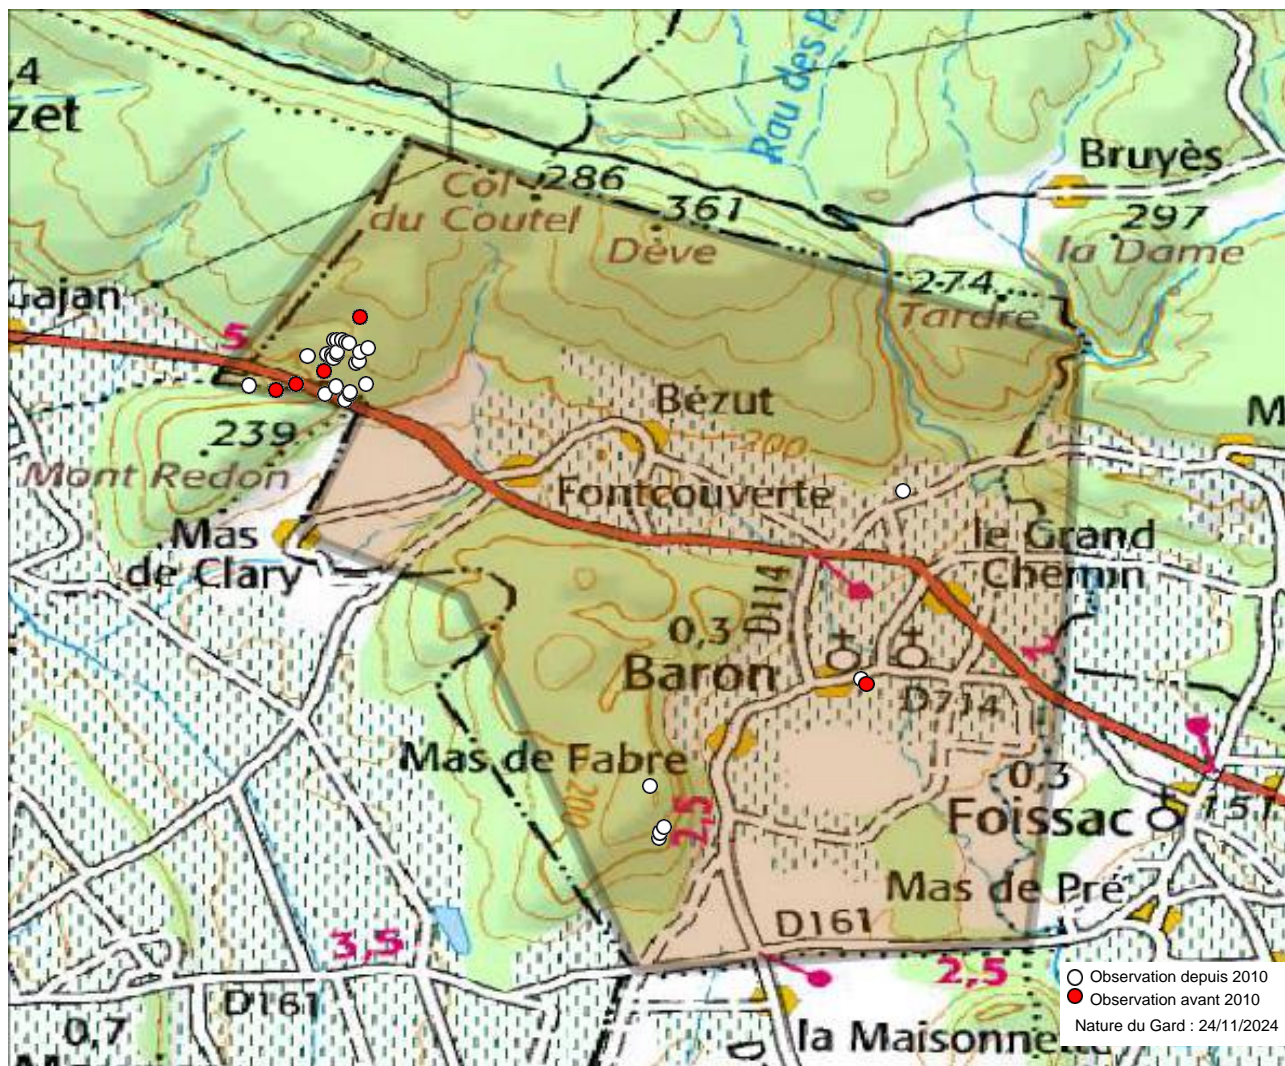 4
zet
Rau des P
Bruyès
297
la Dame
Col
du Coutel
286
361
Dève
274
Tardre
Gajan
5
239
Mont Redon
Bézut
200
Fontcouverte
M
Mas
de Clary
le Grand
Chemin
D114
0,3
Baron
D714
Mas de Fabre
200
2,5
0,3
Foissac
151
Mas de Pré
D161
3,5
2,5
D161
0,7
la Maisonnette
D
Observation depuis 2010
Observation avant 2010
Nature du Gard : 24/11/2024